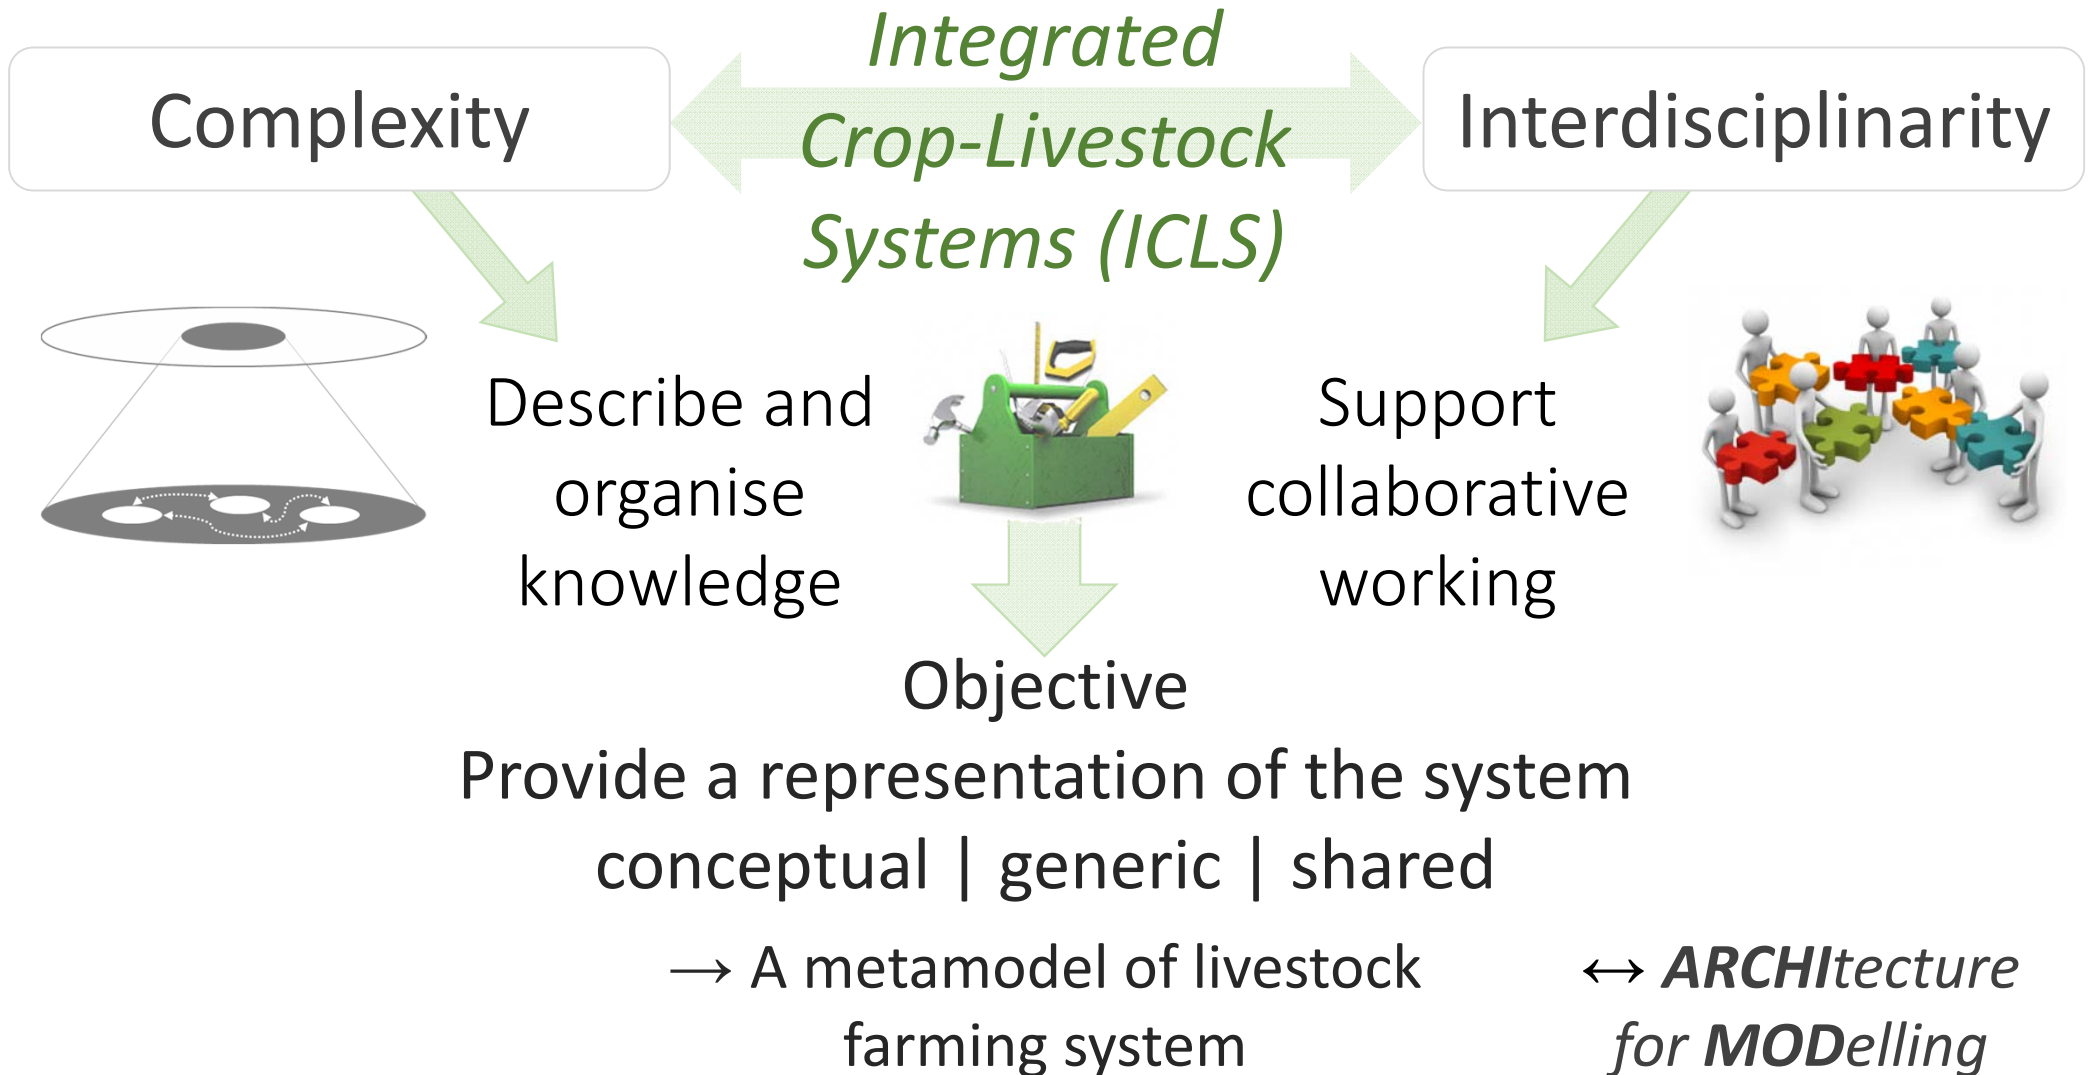 Integrated
Crop-Livestock
Systems (ICLS)
Complexity
Interdisciplinarity
Describe and
organise
knowledge
Support
collaborative
working
Objective
Provide a representation of the system
conceptual | generic | shared
→ A metamodel of livestock
farming system
↔ ARCHItecture
for MODelling